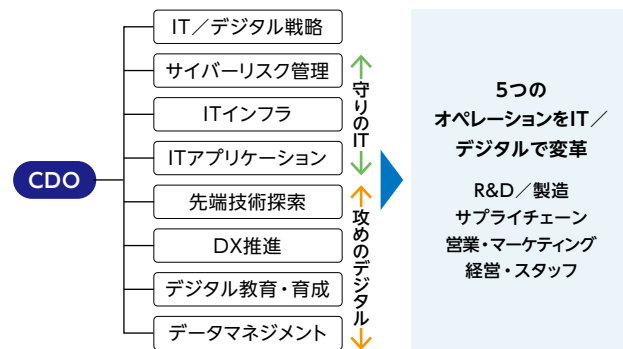 CDO
IT／デジタル戦略
サイバーリスク管理
ITインフラ
ITアプリケーション
先端技術探索
DX推進
デジタル教育・育成
データマネジメント
守りのIT
攻めのデジタル
5つの
オペレーションをIT／
デジタルで変革
R&D／製造
サプライチェーン
営業・マーケティング
経営・スタッフ